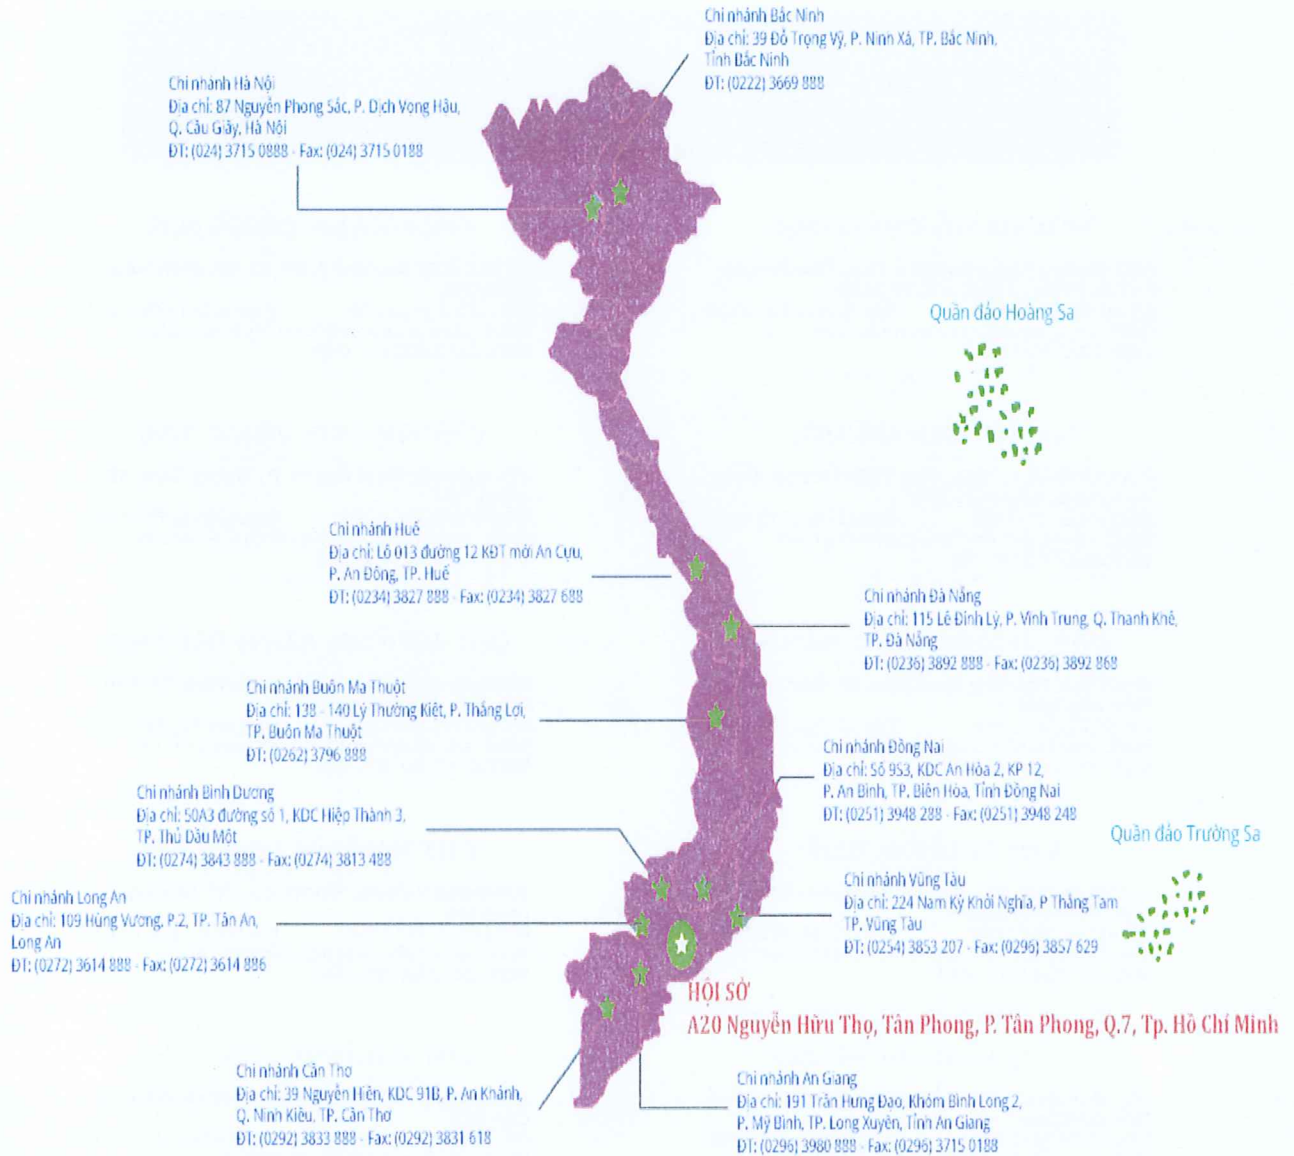 Chi nhánh Bắc Ninh
Địa chỉ: 39 Đỗ Trọng Vỹ, P. Ninh Xá, TP. Bắc Ninh,
Tỉnh Bắc Ninh
ĐT: (0222) 3669 888
Chi nhánh Hà Nội
Địa chỉ: 87 Nguyễn Phong Sắc, P. Dịch Vọng Hậu,
Q. Cầu Giấy, Hà Nội
ĐT: (024) 3715 0888 - Fax: (024) 3715 0188
Quần đảo Hoàng Sa
Chi nhánh Huế
Địa chỉ: Lô 013 đường 12 KĐT mới An Cựu,
P. An Đông, TP. Huế
ĐT: (0234) 3827 888 - Fax: (0234) 3827 688
Chi nhánh Đà Nẵng
Địa chỉ: 115 Lê Đình Lý, P. Vĩnh Trung, Q. Thanh Khê,
TP. Đà Nẵng
ĐT: (0236) 3892 888 - Fax: (0236) 3892 868
Chi nhánh Buôn Ma Thuột
Địa chỉ: 138 - 140 Lý Thường Kiệt, P. Thắng Lợi,
TP. Buôn Ma Thuột
ĐT: (0262) 3796 888
Chi nhánh Đồng Nai
Địa chỉ: Số 953, KDC An Hòa 2, KP 12,
P. An Bình, TP. Biên Hòa, Tỉnh Đồng Nai
ĐT: (0251) 3948 288 - Fax: (0251) 3948 248
Chi nhánh Bình Dương
Địa chỉ: 50A3 đường số 1, KDC Hiệp Thành 3,
TP. Thủ Dầu Một
ĐT: (0274) 3843 888 - Fax: (0274) 3813 488
Quần đảo Trường Sa
Chi nhánh Long An
Địa chỉ: 109 Hùng Vương, P.2, TP. Tân An,
Long An
ĐT: (0272) 3614 888 - Fax: (0272) 3614 886
Chi nhánh Vũng Tàu
Địa chỉ: 224 Nam Kỳ Khởi Nghĩa, P Thắng Tam
TP. Vũng Tàu
ĐT: (0254) 3853 207 - Fax: (0296) 3857 629
HỘI SỞ
A20 Nguyễn Hữu Thọ, Tân Phong, P. Tân Phong, Q.7, Tp. Hồ Chí Minh
Chi nhánh Cần Thơ
Địa chỉ: 39 Nguyễn Hiền, KDC 91B, P. An Khánh,
Q. Ninh Kiều, TP. Cần Thơ
ĐT: (0292) 3833 888 - Fax: (0292) 3831 618
Chi nhánh An Giang
Địa chỉ: 191 Trần Hưng Đạo, Khóm Bình Long 2,
P. Mỹ Bình, TP. Long Xuyên, Tỉnh An Giang
ĐT: (0296) 3980 888 - Fax: (0296) 3715 0188